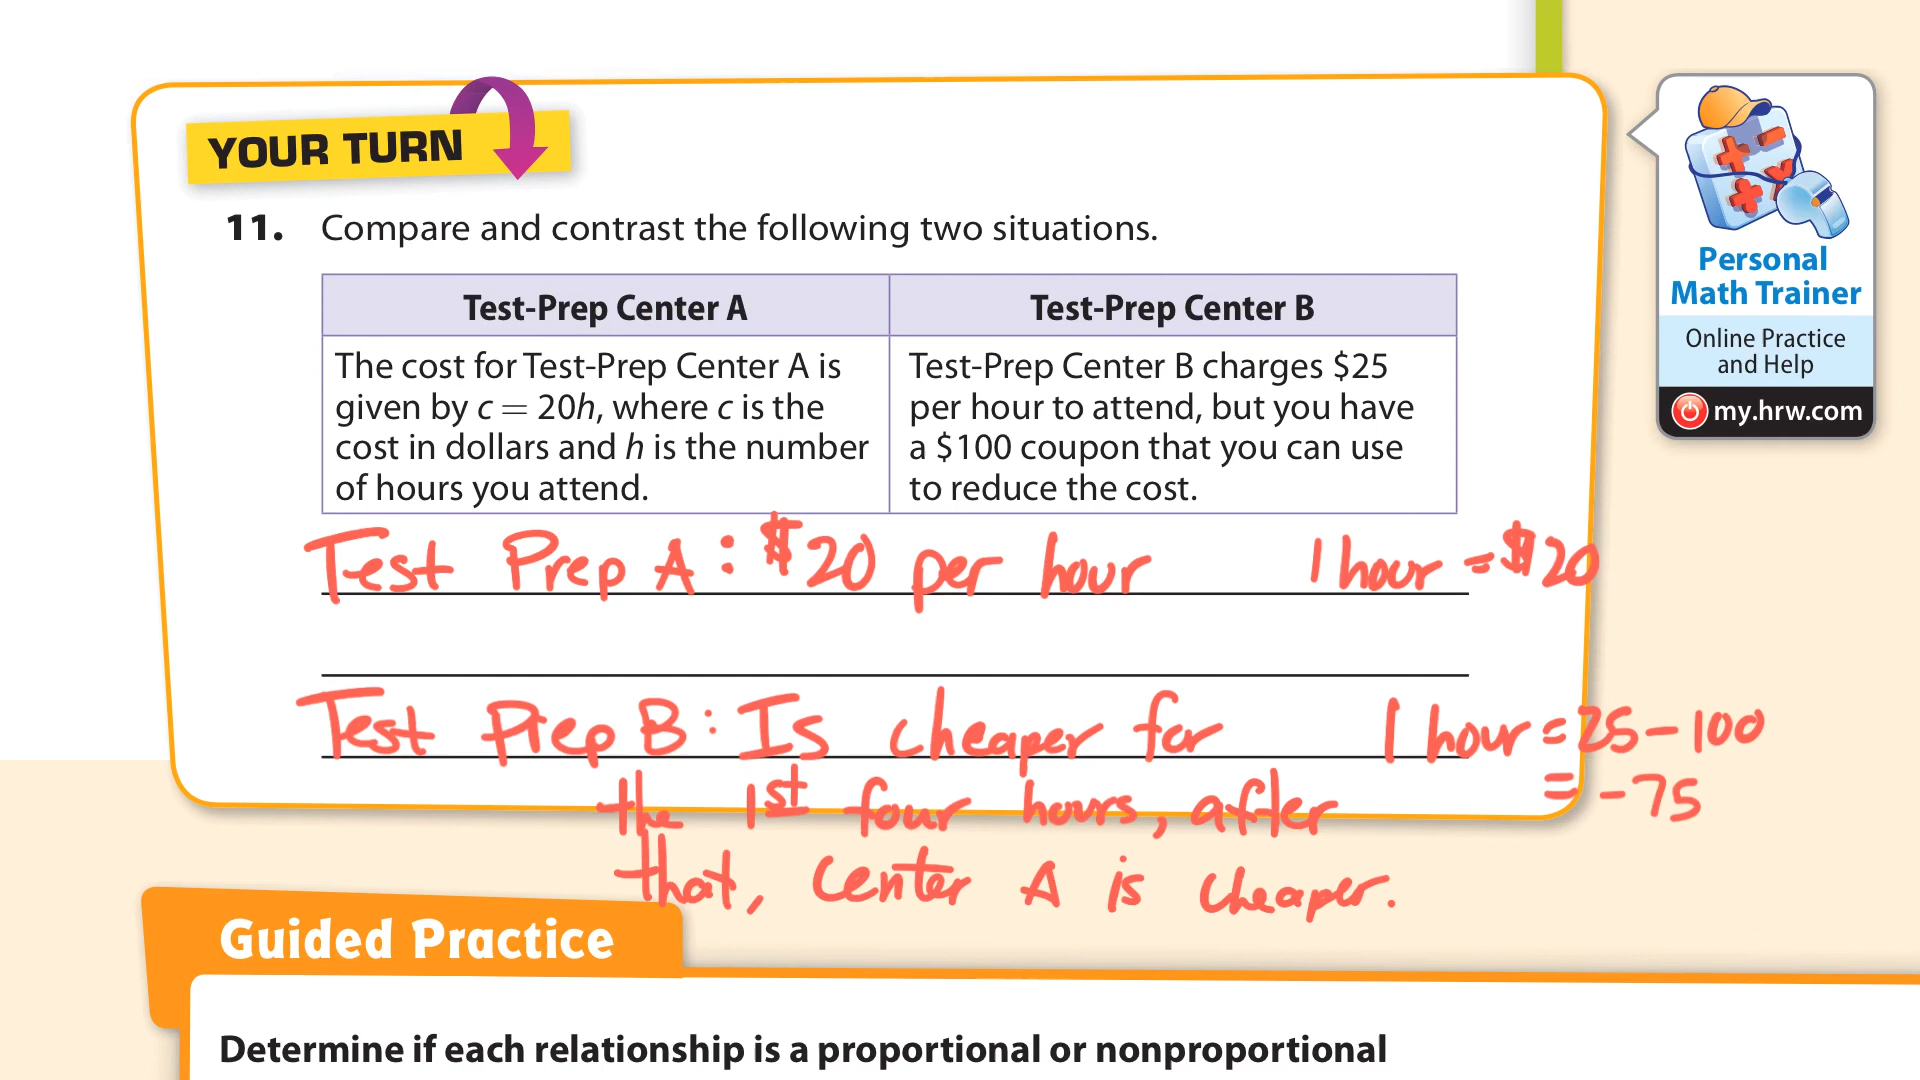 YOUR TURN
11. Compare and contrast the following two situations.
Test-Prep Center A
Test-Prep Center B
The cost for Test-Prep Center A is
given by c = 20h, where c is the
cost in dollars and h is the number
of hours you attend.
Test-Prep Center B charges $25
per hour to attend, but you have
a $100 coupon that you can use
to reduce the cost.
Test Prep A: $20 per hour 1 hour = $20
Test Prep B: Is cheaper for 1 hour = 25 - 100
the 1st four hours, after = -75
that, Center A is cheaper.
Personal
Math Trainer
Online Practice
and Help
my.hrw.com
Guided Practice
Determine if each relationship is a proportional or nonproportional